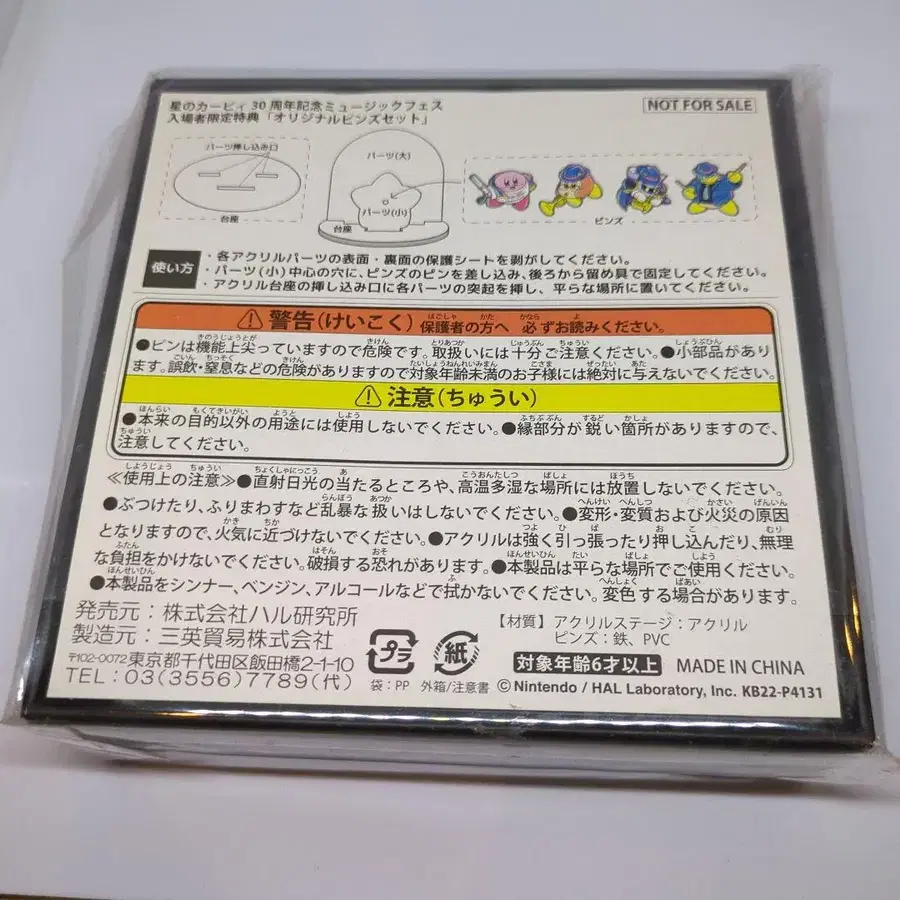 星のカービィ 30周年記念ミュージックフェス
入場者限定特典「オリジナルピンズセット」
NOT FOR SALE
パーツ挿し込み口
台座
パーツ(大)
パーツ(小)
台座
ピンズ
使い方
・各アクリルパーツの表面・裏面の保護シートを剥がしてください。
・パーツ(小)中心の穴に、ピンズのピンを差し込み、後ろから留め具で固定してください。
・アクリル台座の挿し込み口に各パーツの突起を挿し、平らな場所に置いてください。
⚠警告(けいこく)保護者の方へ 必ずお読みください。
●ピンは機能上尖っていますので危険です。取扱いには十分ご注意ください。●小部品があり
ます。誤飲・窒息などの危険がありますので対象年齢未満のお子様には絶対に与えないでください。
⚠注意(ちゅうい)
●本来の目的以外の用途には使用しないでください。●縁部分が鋭い箇所がありますので、
注意してください。
≪使用上の注意≫●直射日光の当たるところや、高温多湿な場所には放置しないでください。
●ぶつけたり、ふりまわすなど乱暴な扱いはしないでください。●変形・変質および火災の原因
となりますので、火気に近づけないでください。●アクリルは強く引っ張ったり押し込んだり、無理
な負担をかけないでください。破損する恐れがあります。●本製品は平らな場所でご使用ください。
●本製品をシンナー、ベンジン、アルコールなどで拭かないでください。変色する場合があります。
発売元:株式会社ハル研究所
製造元:三英貿易株式会社
〒102-0072東京都千代田区飯田橋2-1-10
TEL:03(3556)7789(代)
プラ
袋:PP
紙
外箱/注意書
【材質】アクリルステージ:アクリル
ピンズ:鉄、PVC
対象年齢6才以上
MADE IN CHINA
©Nintendo / HAL Laboratory, Inc. KB22-P4131